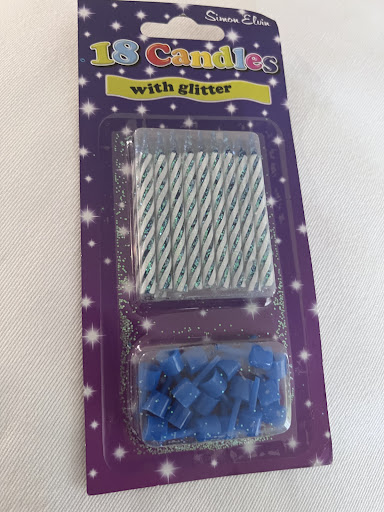 Simon Elvin
18 Candles
with glitter